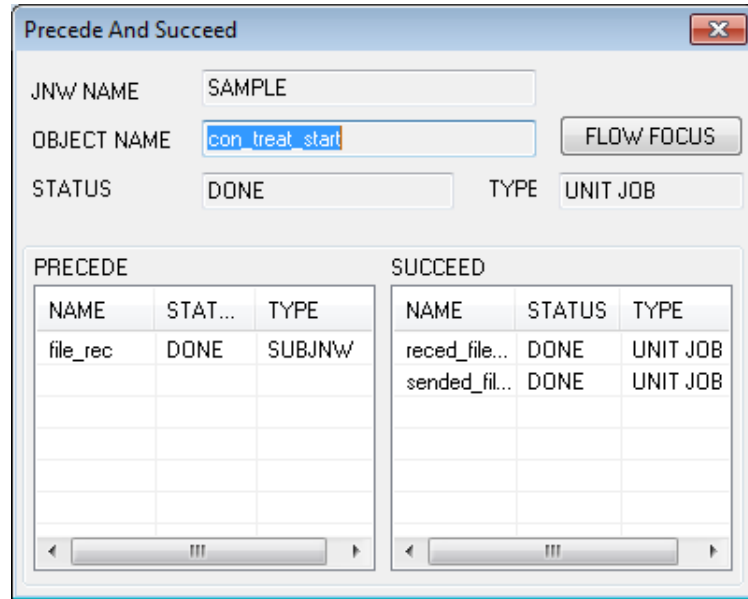 Precede And Succeed
JNW NAME SAMPLE
OBJECT NAME con_treat_start FLOW FOCUS
STATUS DONE TYPE UNIT JOB
PRECEDE
NAME STAT... TYPE
file_rec DONE SUBJNW
SUCCEED
NAME STATUS TYPE
reced_file... DONE UNIT JOB
sended_fil... DONE UNIT JOB